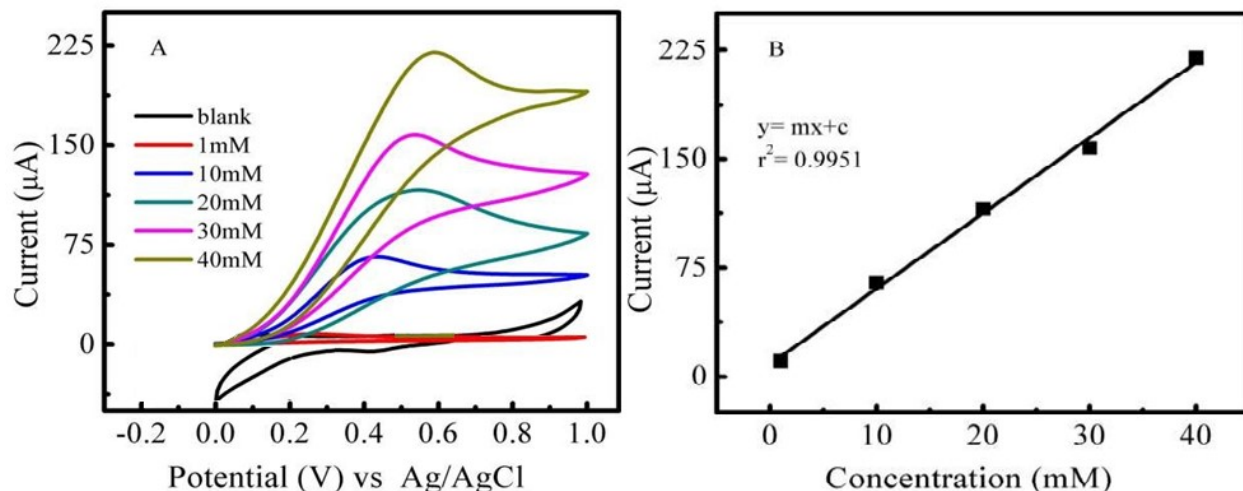 A
225
150
75
0
blank
1mM
10mM
20mM
30mM
40mM
Current (μA)
-0.2 0.0 0.2 0.4 0.6 0.8 1.0
Potential (V) vs Ag/AgCl
B
225
150
75
0
y= mx+c
r²= 0.9951
Current (μA)
0 10 20 30 40
Concentration (mM)